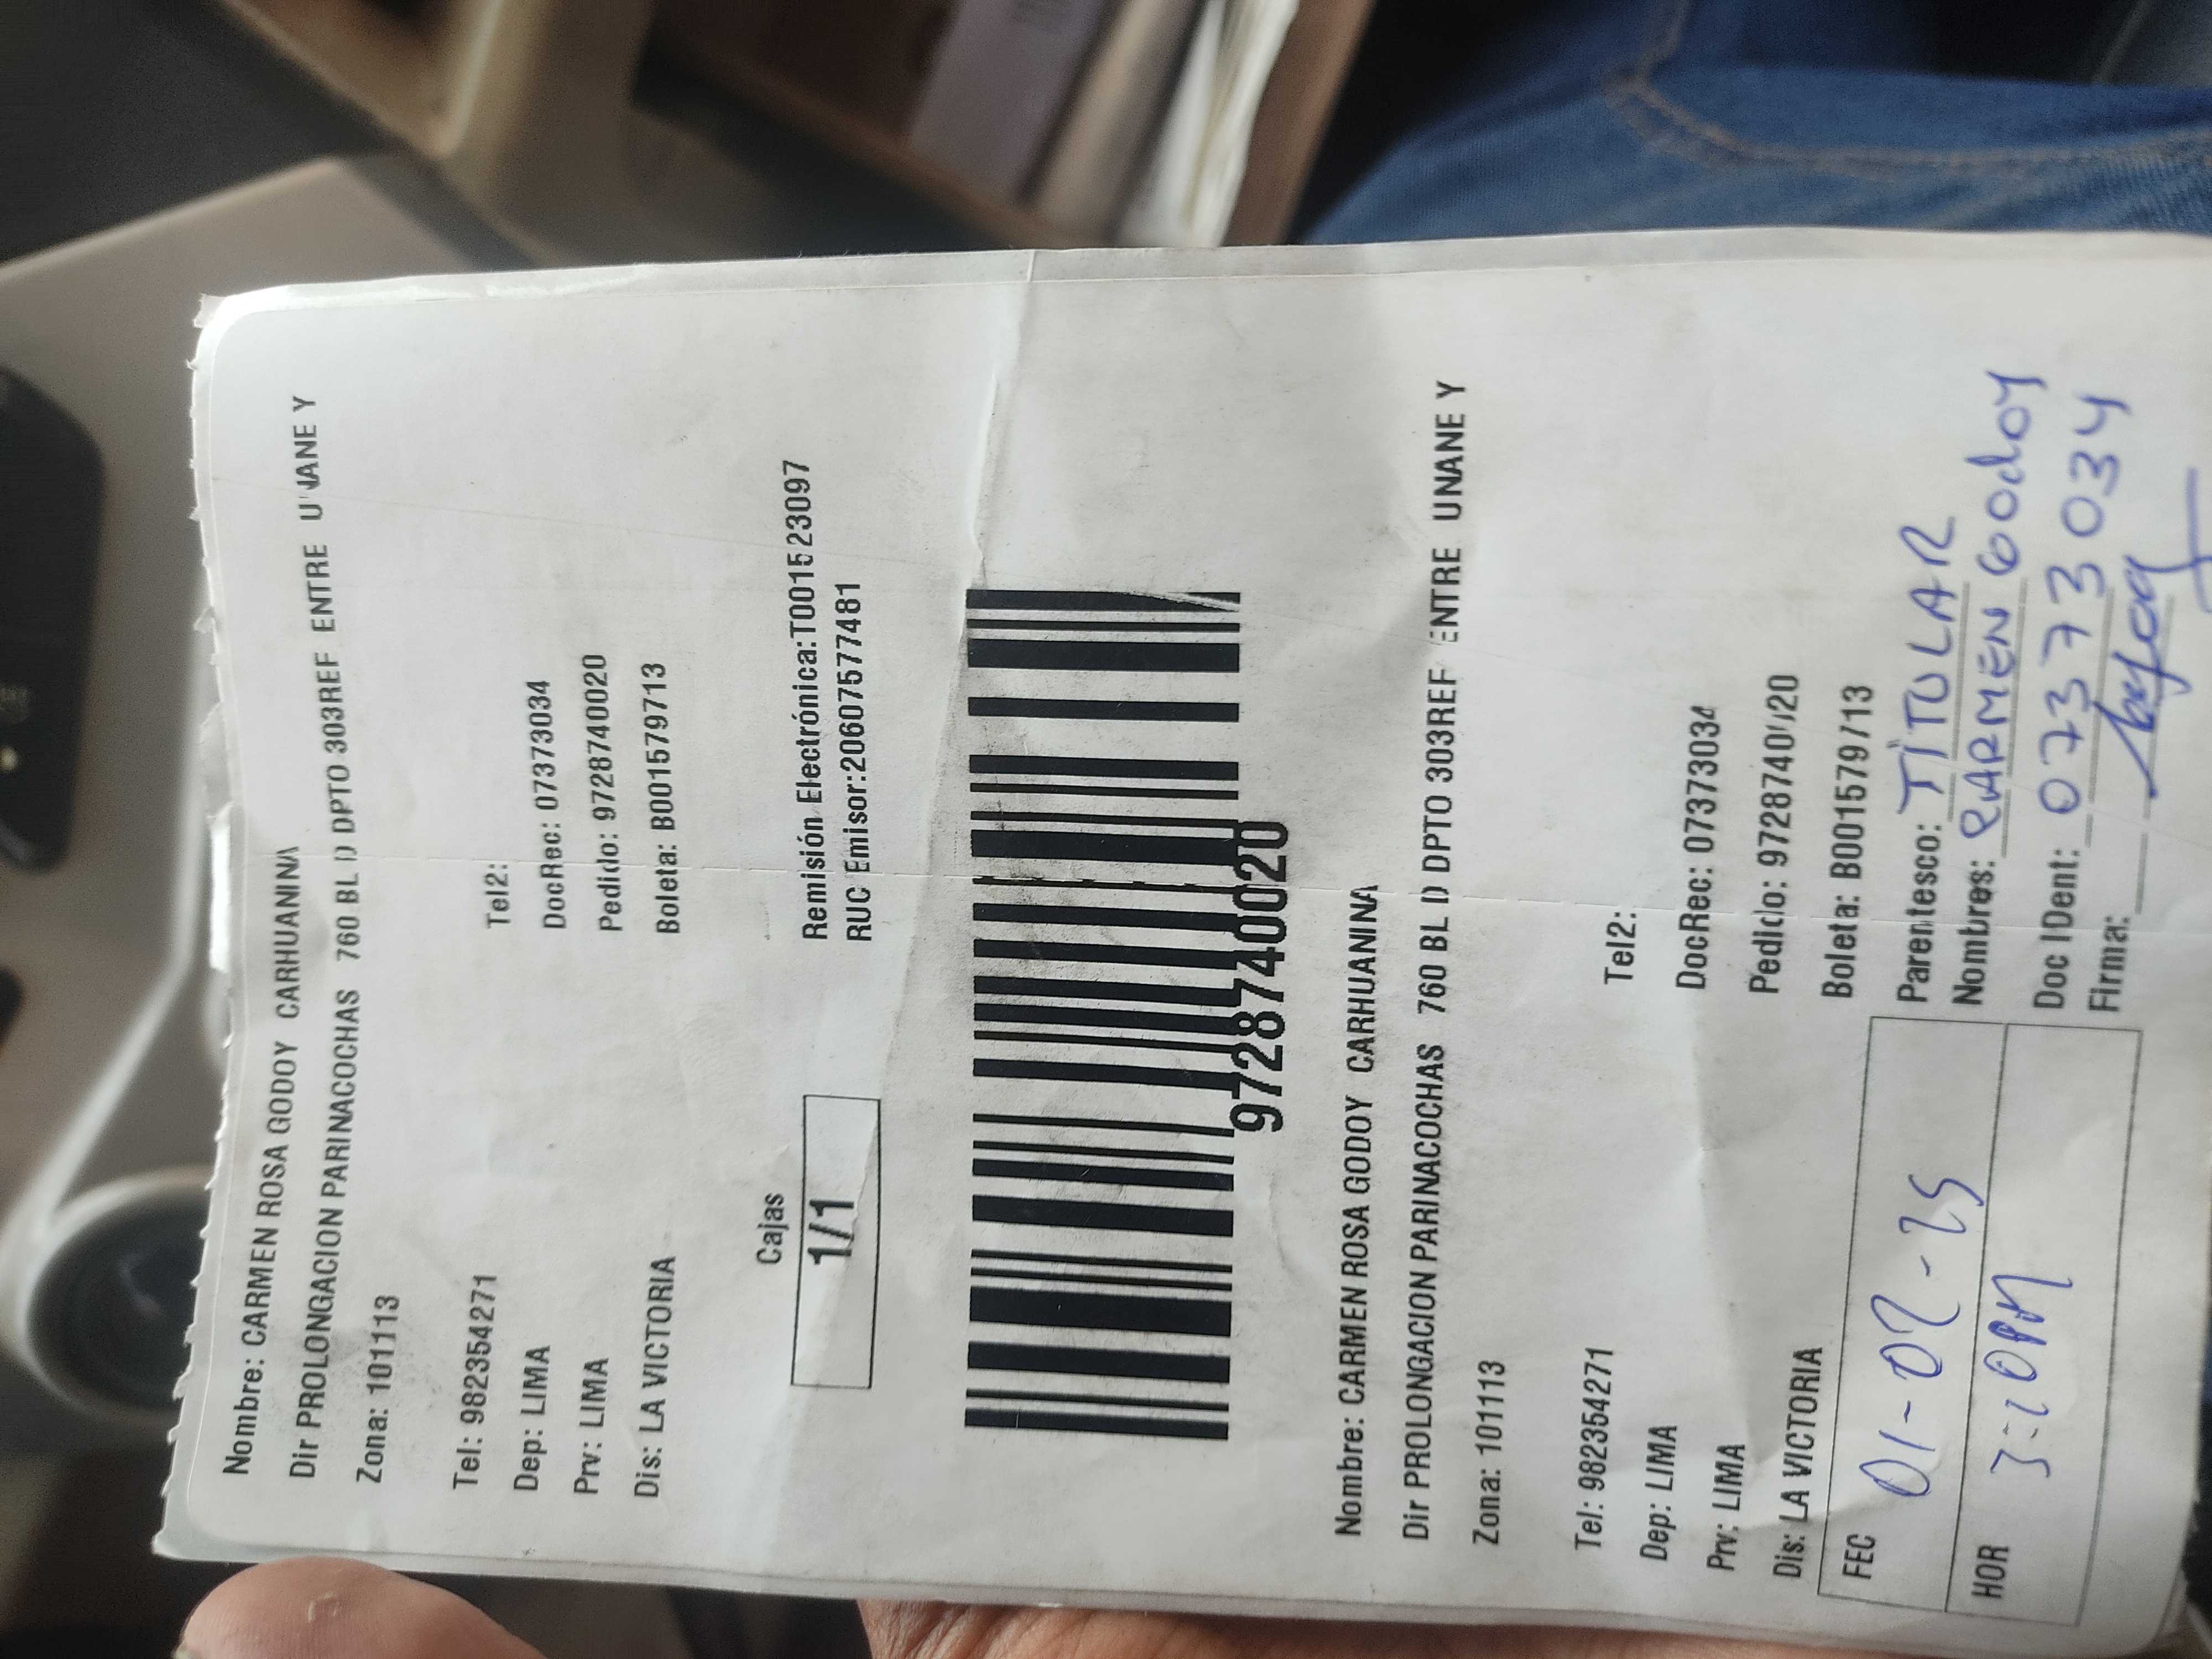 Nombre: CARMEN ROSA GODOY CARHUANINA
Dir PROLONGACION PARINACOCHAS 760 BL D DPTO 303REF ENTRE UNANE Y
Zona: 101113
Tel: 982354271 Tel2:
Dep: LIMA DocRec: 07373034
Prv: LIMA Pedido: 9728740020
Dis: LA VICTORIA Boleta: B001579713
Cajas
1/1
Remisión Electrónica:T001523097
RUC Emisor:20607577481
9728740020
Nombre: CARMEN ROSA GODOY CARHUANINA
Dir PROLONGACION PARINACOCHAS 760 BL D DPTO 303REF ENTRE UNANE Y
Zona: 101113
Tel: 982354271 Tel2:
Dep: LIMA DocRec: 07373034
Prv: LIMA Pedido: 9728740020
Dis: LA VICTORIA Boleta: B001579713
FEC 01-02-25
HOR
Parentesco: TITULAR
Nombres: CARMEN GODOY
Doc IDent: 07373034
Firma: